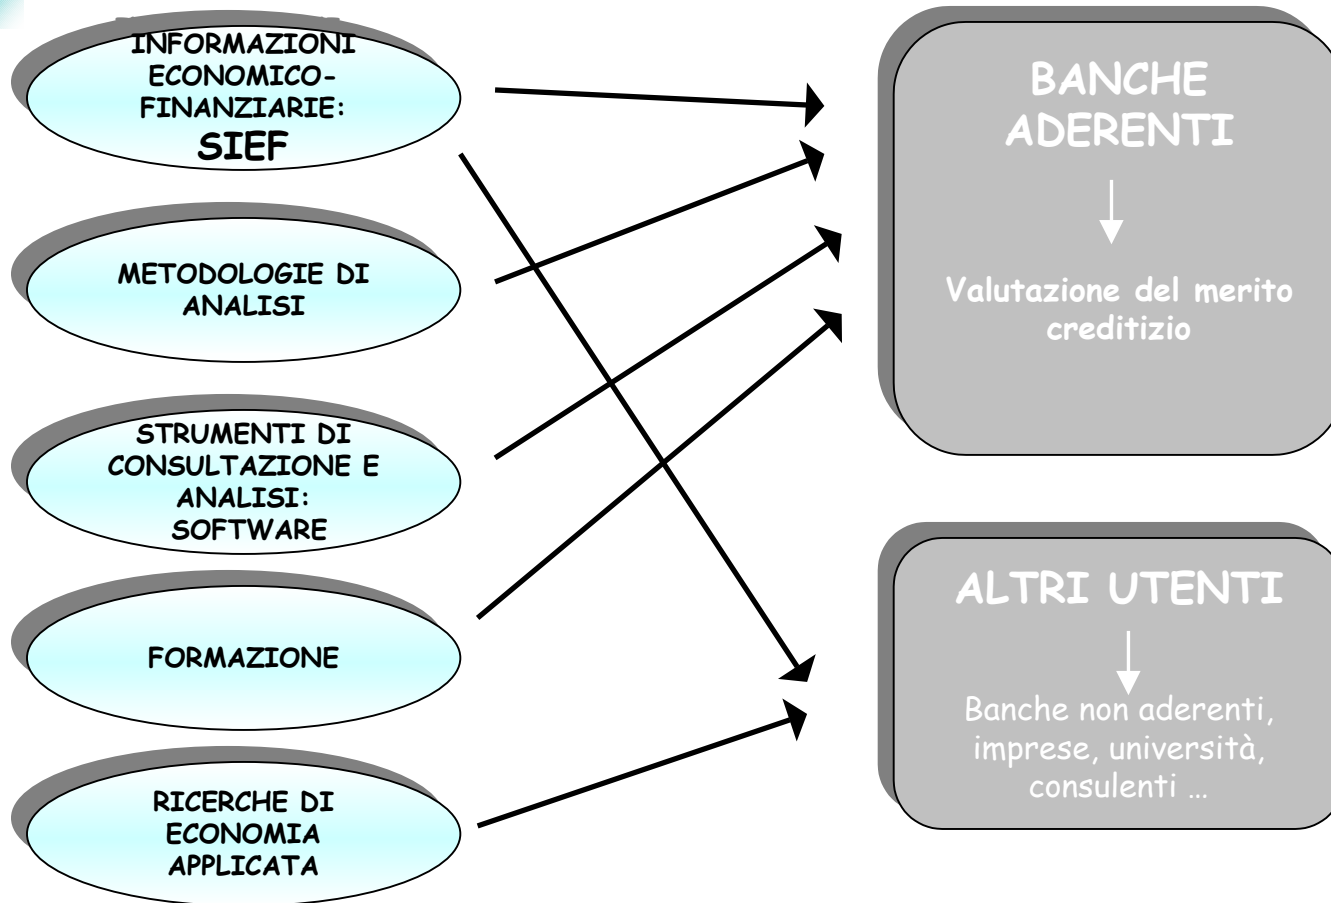 INFORMAZIONI
ECONOMICO-
FINANZIARIE:
SIEF
METODOLOGIE DI
ANALISI
STRUMENTI DI
CONSULTAZIONE E
ANALISI:
SOFTWARE
FORMAZIONE
RICERCHE DI
ECONOMIA
APPLICATA
BANCHE
ADERENTI
Valutazione del merito
creditizio
ALTRI UTENTI
Banche non aderenti,
imprese, università,
consulenti …